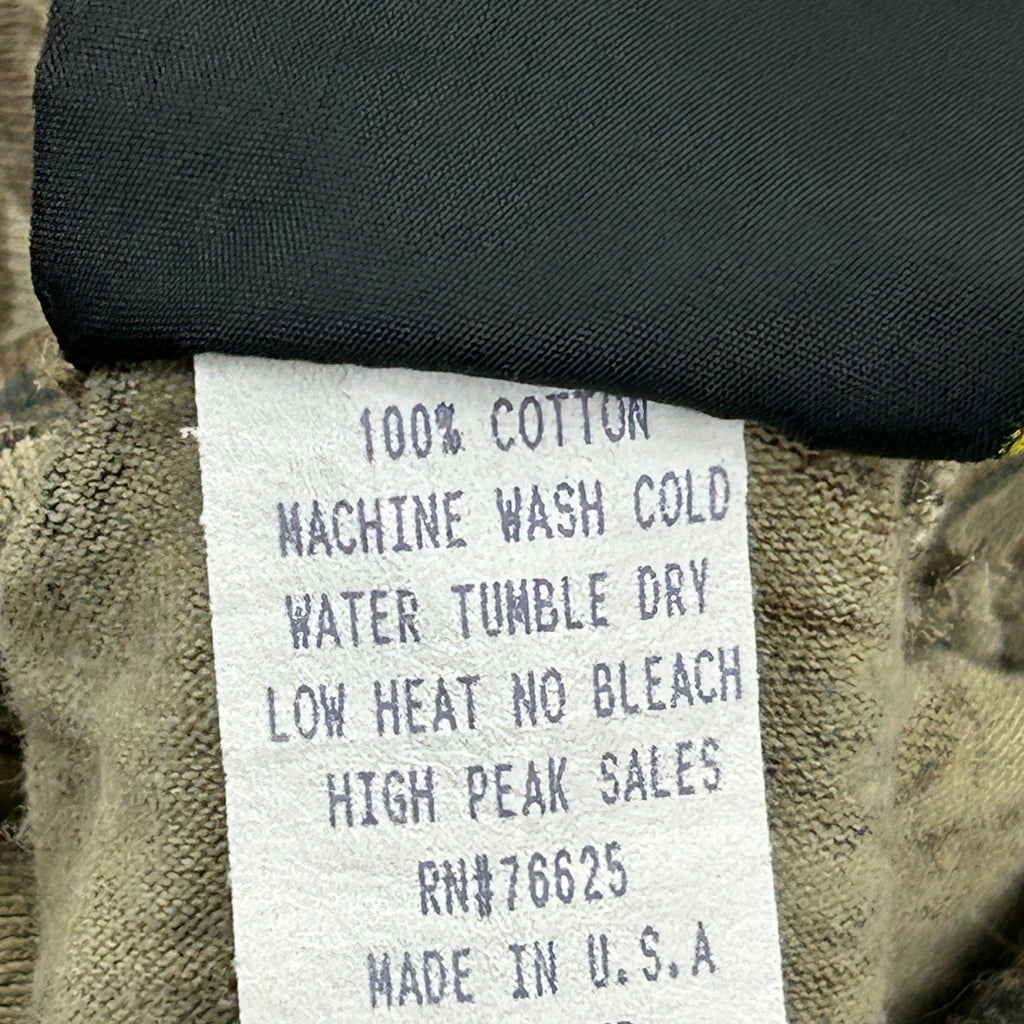 100% COTTON
MACHINE WASH COLD
WATER TUMBLE DRY
LOW HEAT NO BLEACH
HIGH PEAK SALES
RN#76625
MADE IN U.S.A